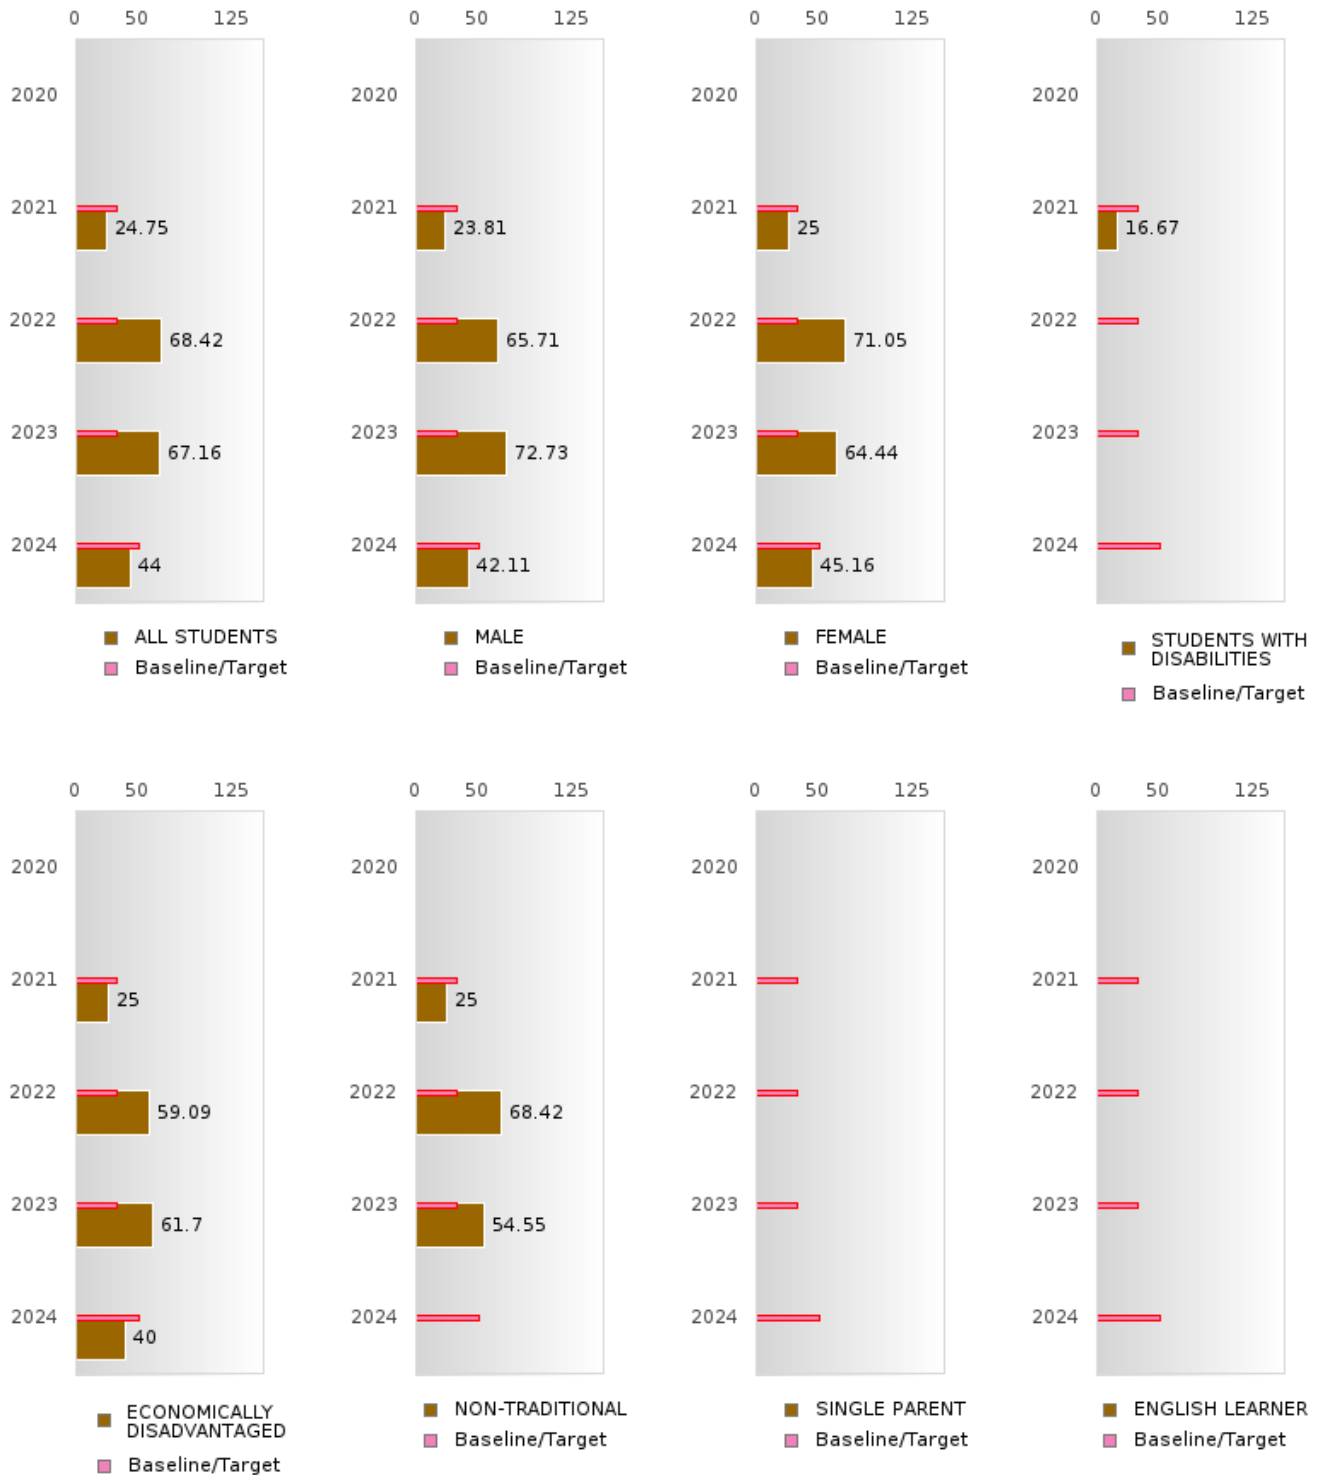 0 50 125
2020
2021
24.75
2022
68.42
2023
67.16
2024
44
ALL STUDENTS
Baseline/Target
0 50 125
2020
2021
23.81
2022
65.71
2023
72.73
2024
42.11
MALE
Baseline/Target
0 50 125
2020
2021
25
2022
71.05
2023
64.44
2024
45.16
FEMALE
Baseline/Target
0 50 125
2020
2021
16.67
2022
2023
2024
STUDENTS WITH
DISABILITIES
Baseline/Target
0 50 125
2020
2021
25
2022
59.09
2023
61.7
2024
40
ECONOMICALLY
DISADVANTAGED
Baseline/Target
0 50 125
2020
2021
25
2022
68.42
2023
54.55
2024
NON-TRADITIONAL
Baseline/Target
0 50 125
2020
2021
2022
2023
2024
SINGLE PARENT
Baseline/Target
0 50 125
2020
2021
2022
2023
2024
ENGLISH LEARNER
Baseline/Target